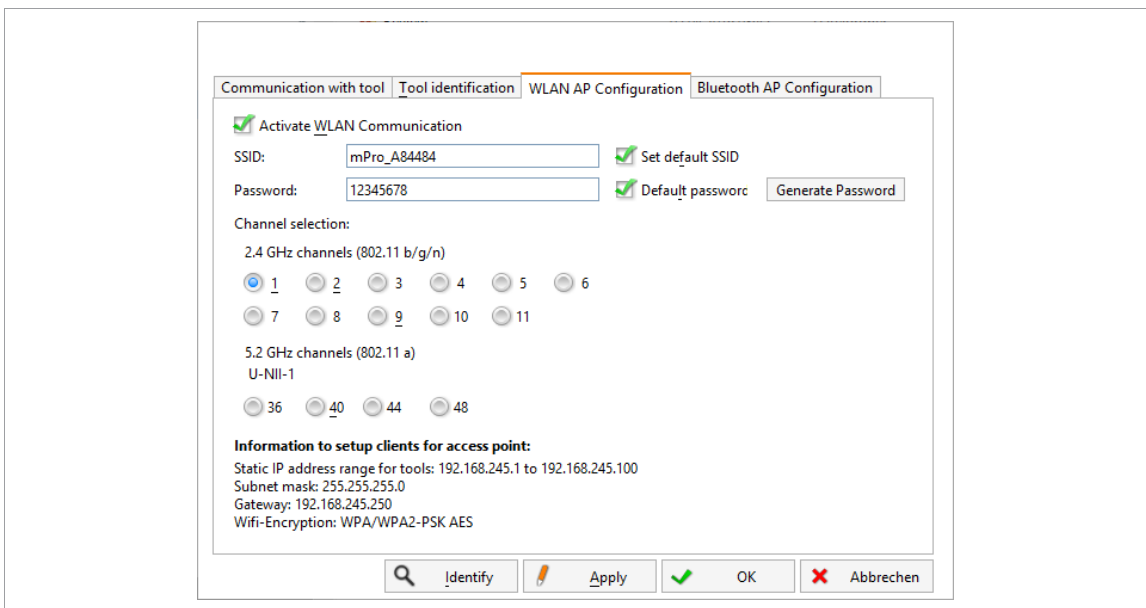 Communication with tool Tool identification WLAN AP Configuration Bluetooth AP Configuration
Activate WLAN Communication
SSID: mPro_A84484 Set default SSID
Password: 12345678 Default passworc Generate Password
Channel selection:
2.4 GHz channels (802.11 b/g/n)
1 2 3 4 5 6
7 8 9 10 11
5.2 GHz channels (802.11 a)
U-NII-1
36 40 44 48
Information to setup clients for access point:
Static IP address range for tools: 192.168.245.1 to 192.168.245.100
Subnet mask: 255.255.255.0
Gateway: 192.168.245.250
Wifi-Encryption: WPA/WPA2-PSK AES
Identify Apply OK Abbrechen